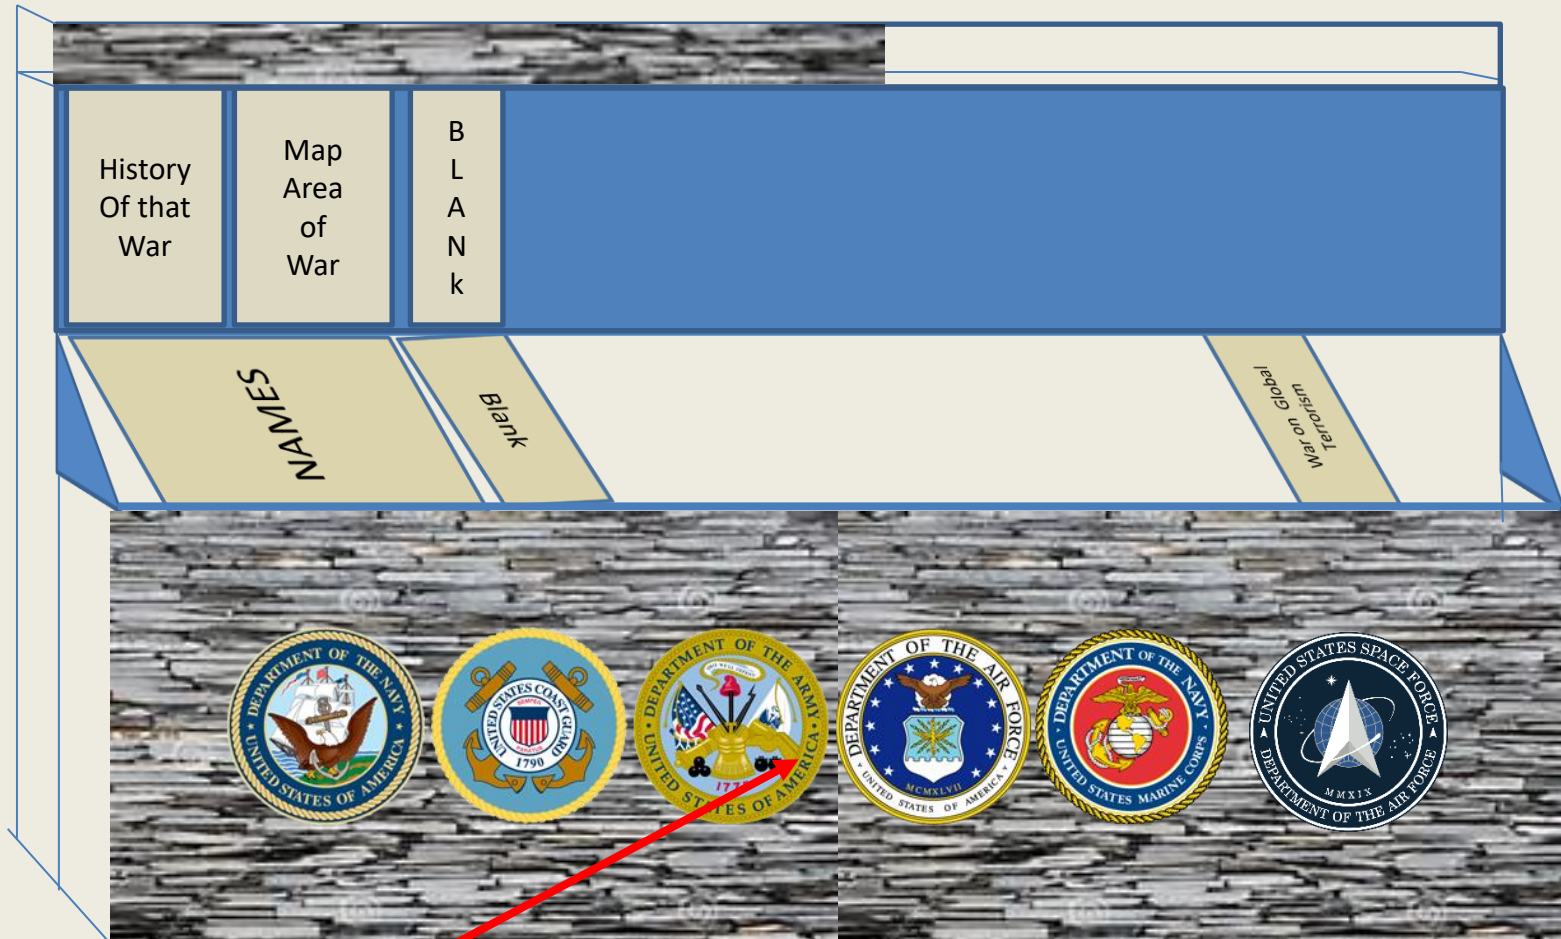 History
Of that
War
Map
Area
of
War
B
L
A
N
k
NAMES
Blank
War on Global
Terrorism
DEPARTMENT OF THE NAVY
UNITED STATES OF AMERICA
UNITED STATES COAST GUARD
SEMPER
PARATUS
1790
DEPARTMENT OF THE ARMY
UNITED STATES OF AMERICA
DEPARTMENT OF THE AIR FORCE
UNITED STATES OF AMERICA
MCMXLVII
DEPARTMENT OF THE NAVY
UNITED STATES MARINE CORPS
UNITED STATES SPACE FORCE
MMXIX
DEPARTMENT OF THE AIR FORCE